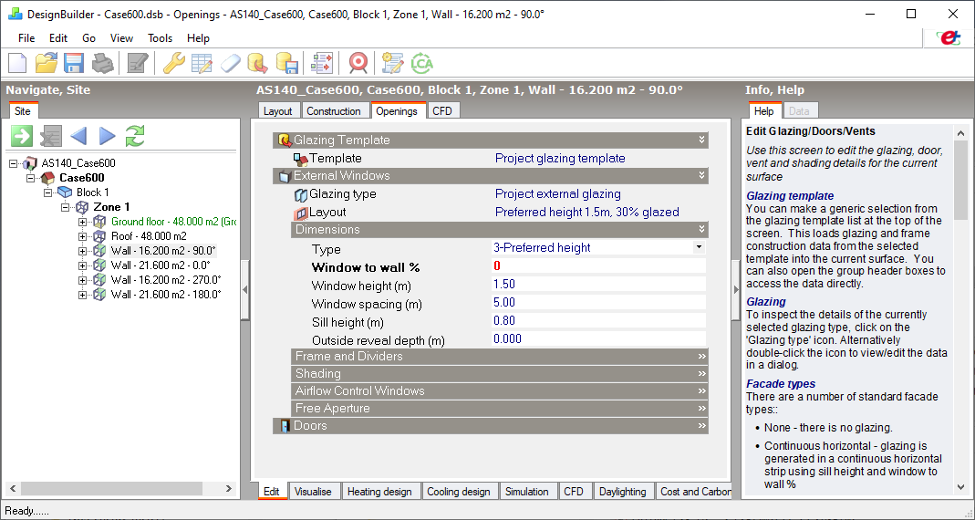 DesignBuilder - Case600.dsb - Openings - AS140_Case600, Case600, Block 1, Zone 1, Wall - 16.200 m2 - 90.0°
File Edit Go View Tools Help
LCA
Navigate, Site
Site
AS140_Case600
Case600
Block 1
Zone 1
Ground floor - 48.000 m2 (Gro
Roof - 48.000 m2
Wall - 16.200 m2 - 90.0°
Wall - 21.600 m2 - 0.0°
Wall - 16.200 m2 - 270.0°
Wall - 21.600 m2 - 180.0°
AS140_Case600, Case600, Block 1, Zone 1, Wall - 16.200 m2 - 90.0°
Layout Construction Openings CFD
Glazing Template
Template Project glazing template
External Windows
Glazing type Project external glazing
Layout Preferred height 1.5m, 30% glazed
Dimensions
Type 3-Preferred height
Window to wall % 0
Window height (m) 1.50
Window spacing (m) 5.00
Sill height (m) 0.80
Outside reveal depth (m) 0.000
Frame and Dividers
Shading
Airflow Control Windows
Free Aperture
Doors
Edit Visualise Heating design Cooling design Simulation CFD Daylighting Cost and Carbon
Info, Help
Help Data
Edit Glazing/Doors/Vents
Use this screen to edit the glazing, door,
vent and shading details for the current
surface
Glazing template
You can make a generic selection from
the glazing template list at the top of the
screen. This loads glazing and frame
construction data from the selected
template into the current surface. You
can also open the group header boxes to
access the data directly.
Glazing
To inspect the details of the currently
selected glazing type, click on the
'Glazing type' icon. Alternatively
double-click the icon to view/edit the data
in a dialog.
Facade types
There are a number of standard facade
types::
• None - there is no glazing.
• Continuous horizontal - glazing is
generated in a continuous horizontal
strip using sill height and window to
wall %
Ready......